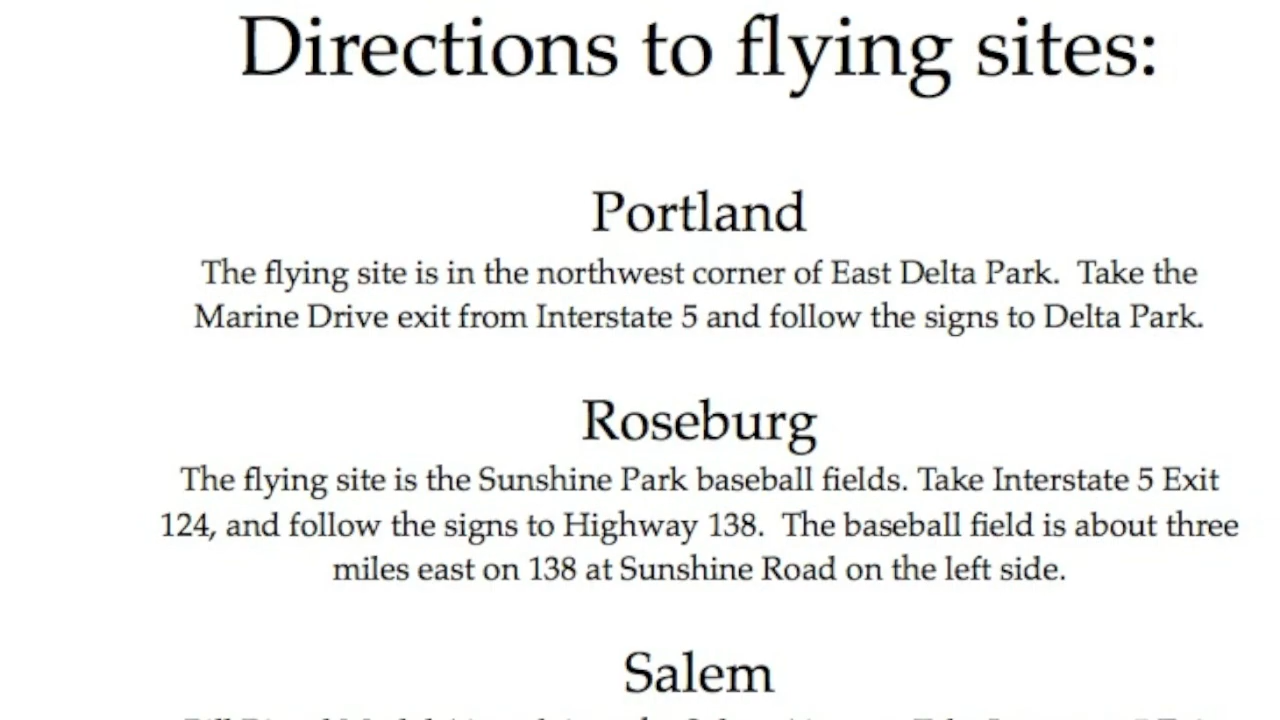 Directions to flying sites:
Portland
The flying site is in the northwest corner of East Delta Park.  Take the
Marine Drive exit from Interstate 5 and follow the signs to Delta Park.
Roseburg
The flying site is the Sunshine Park baseball fields. Take Interstate 5 Exit
124, and follow the signs to Highway 138.  The baseball field is about three
miles east on 138 at Sunshine Road on the left side.
Salem